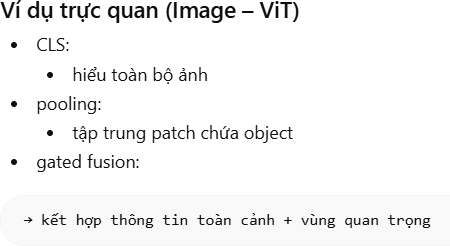 Ví dụ trực quan (Image – ViT)
• CLS:
• hiểu toàn bộ ảnh
• pooling:
• tập trung patch chứa object
• gated fusion:
→ kết hợp thông tin toàn cảnh + vùng quan trọng